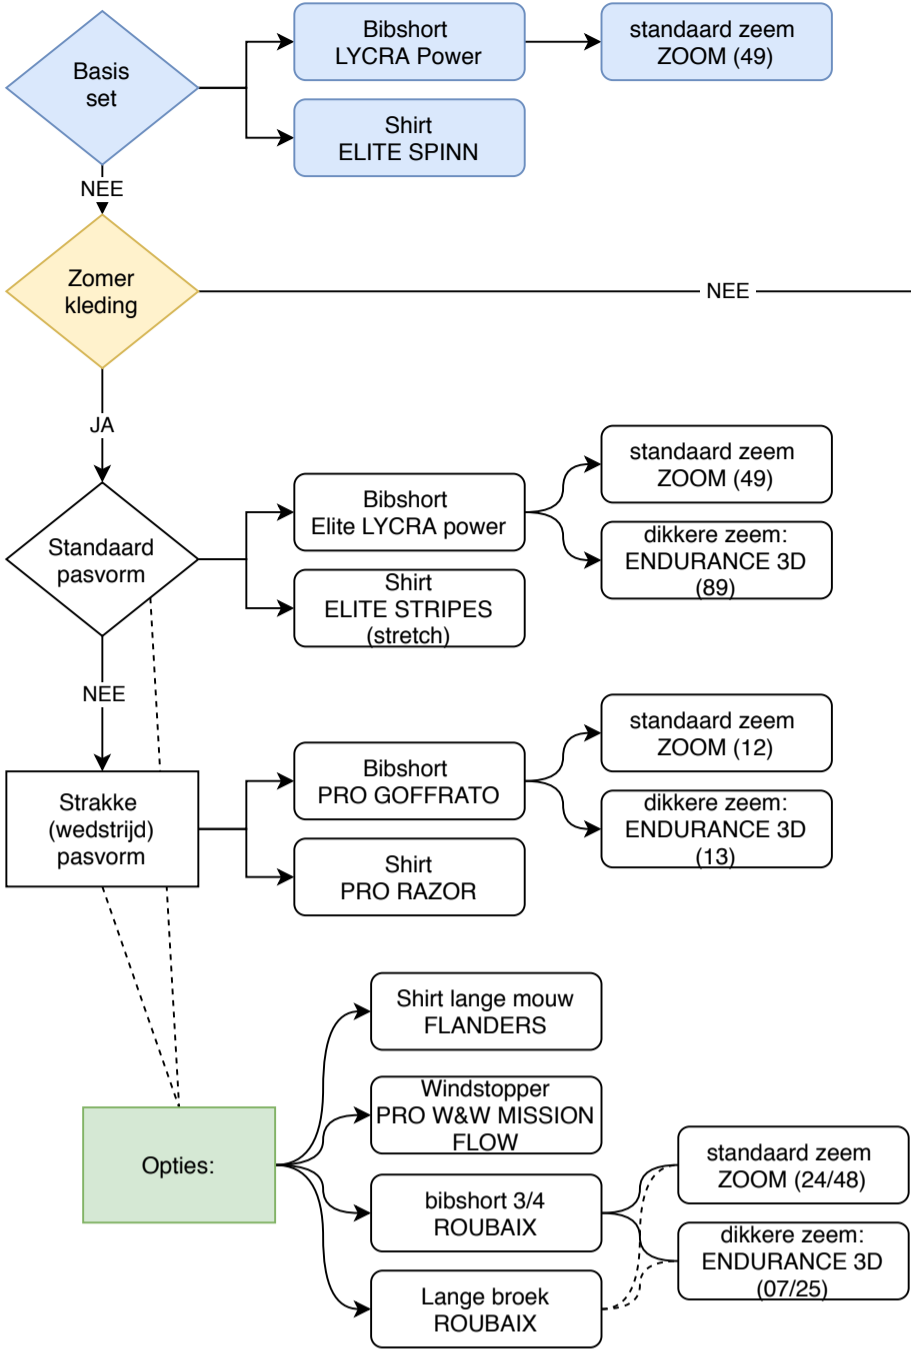 Basis
set
Bibshort
LYCRA Power
standaard zeem
ZOOM (49)
Shirt
ELITE SPINN
NEE
Zomer
kleding
NEE
JA
Standaard
pasvorm
Bibshort
Elite LYCRA power
standaard zeem
ZOOM (49)
dikkere zeem:
ENDURANCE 3D
(89)
Shirt
ELITE STRIPES
(stretch)
NEE
Strakke
(wedstrijd)
pasvorm
Bibshort
PRO GOFFRATO
standaard zeem
ZOOM (12)
dikkere zeem:
ENDURANCE 3D
(13)
Shirt
PRO RAZOR
Opties:
Shirt lange mouw
FLANDERS
Windstopper
PRO W&W MISSION
FLOW
bibshort 3/4
ROUBAIX
standaard zeem
ZOOM (24/48)
dikkere zeem:
ENDURANCE 3D
(07/25)
Lange broek
ROUBAIX